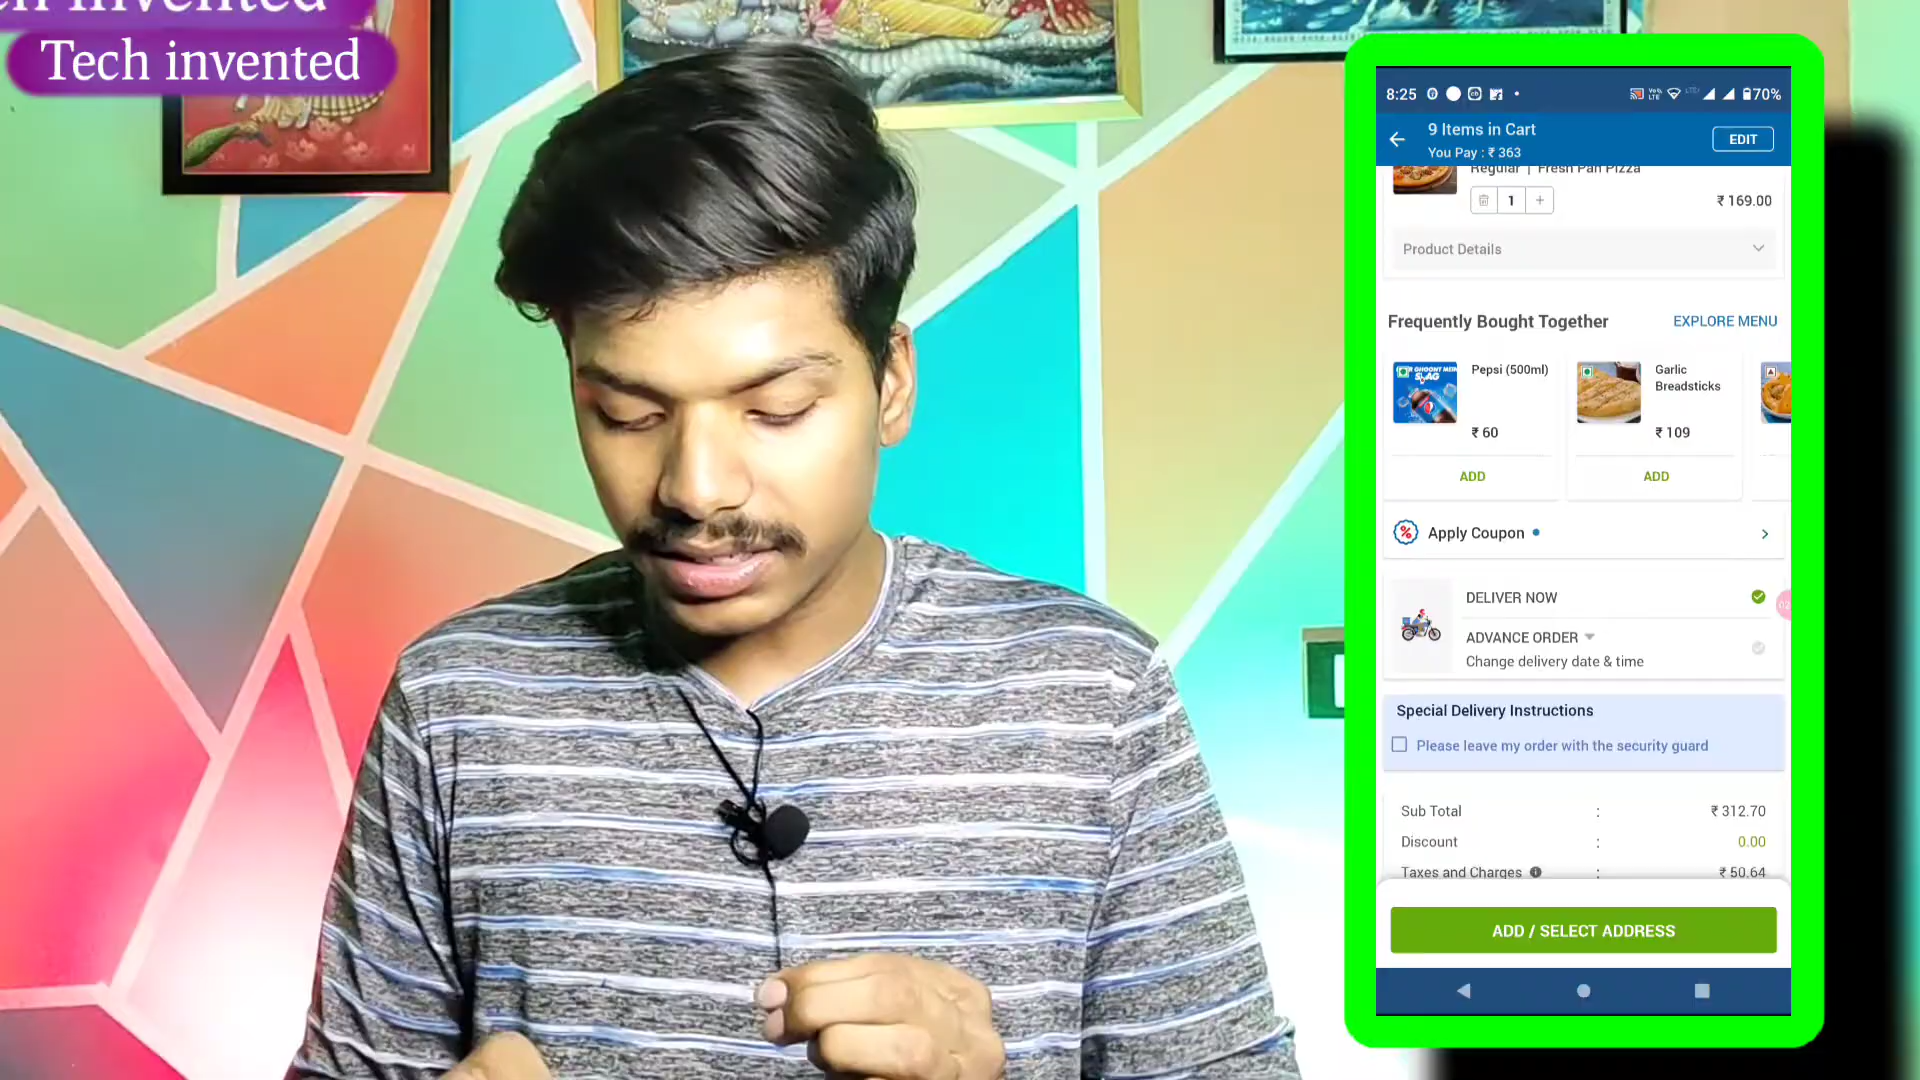 Tech invented
Tech invented
8:25
70%
9 Items in Cart
You Pay : ₹ 363
EDIT
Regular | Fresh Pan Pizza
1 +
₹ 169.00
Product Details
Frequently Bought Together
EXPLORE MENU
Pepsi (500ml)
₹ 60
ADD
Garlic
Breadsticks
₹ 109
ADD
Apply Coupon
DELIVER NOW
ADVANCE ORDER
Change delivery date & time
Special Delivery Instructions
Please leave my order with the security guard
Sub Total : ₹ 312.70
Discount : 0.00
Taxes and Charges : ₹ 50.64
ADD / SELECT ADDRESS